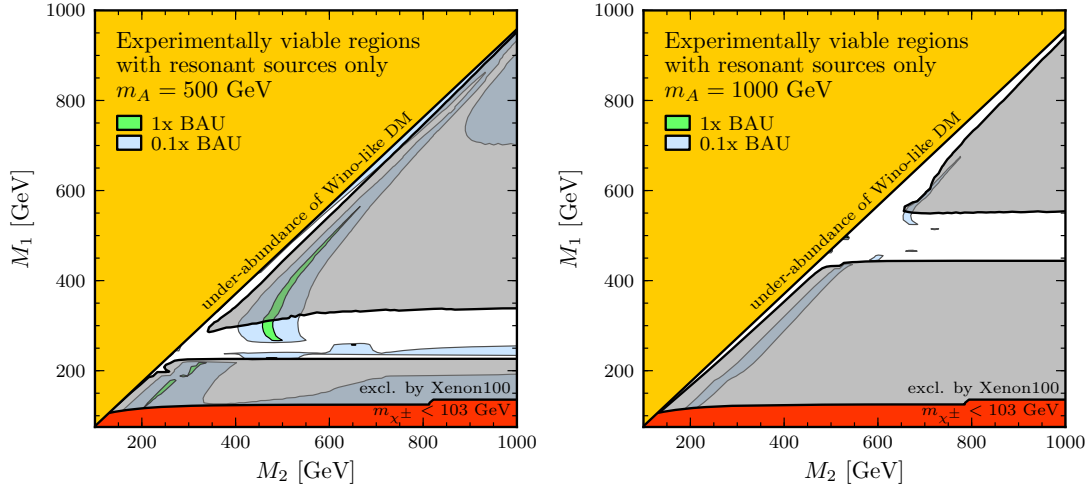 Experimentally viable regions
with resonant sources only
m_A = 500 GeV
1x BAU
0.1x BAU
under-abundance of Wino-like DM
excl. by Xenon100
m_χ± < 103 GeV
1000
800
600
400
200
200
400
600
800
1000
M_1 [GeV]
M_2 [GeV]
Experimentally viable regions
with resonant sources only
m_A = 1000 GeV
1x BAU
0.1x BAU
under-abundance of Wino-like DM
excl. by Xenon100
m_χ± < 103 GeV
1000
800
600
400
200
200
400
600
800
1000
M_1 [GeV]
M_2 [GeV]